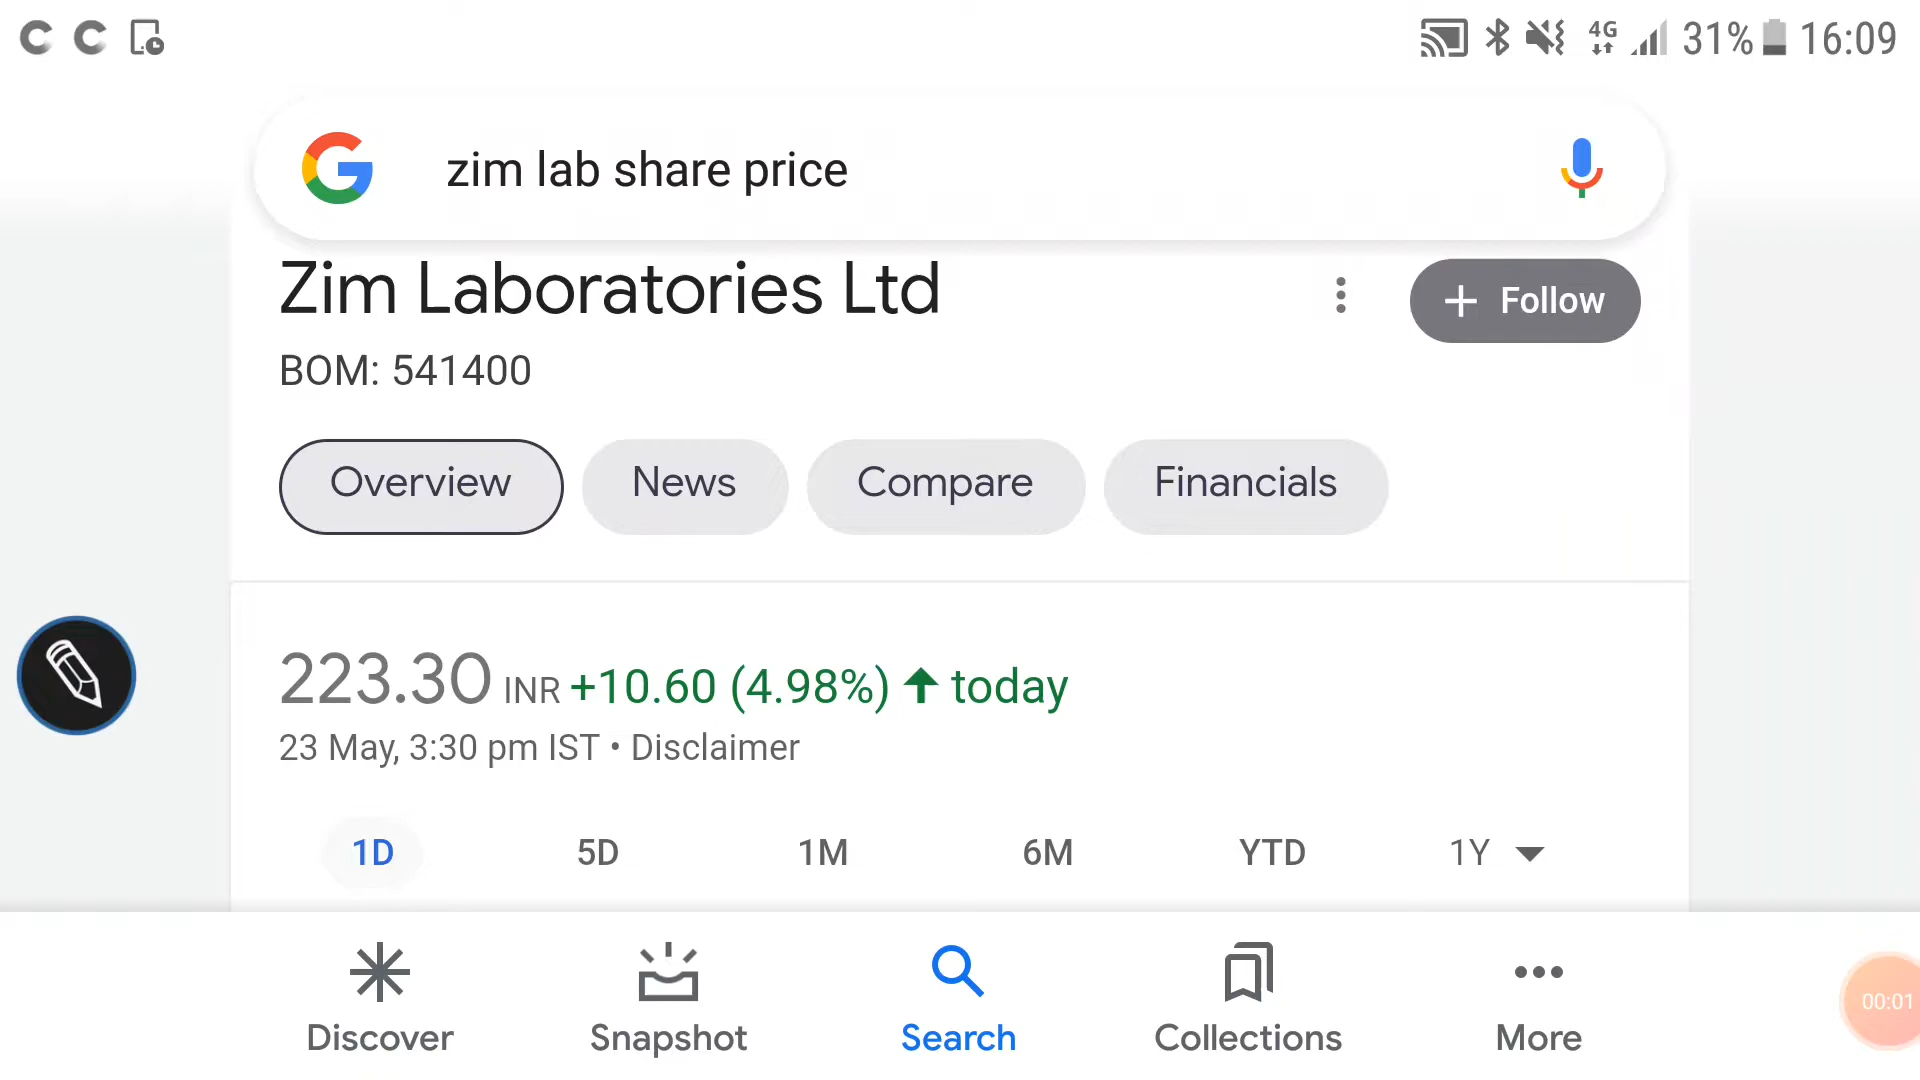 C C 4G 31% 16:09
zim lab share price
Zim Laboratories Ltd
+ Follow
BOM: 541400
Overview News Compare Financials
223.30 INR +10.60 (4.98%) ↑ today
23 May, 3:30 pm IST • Disclaimer
1D 5D 1M 6M YTD 1Y
Discover Snapshot Search Collections More
00:01